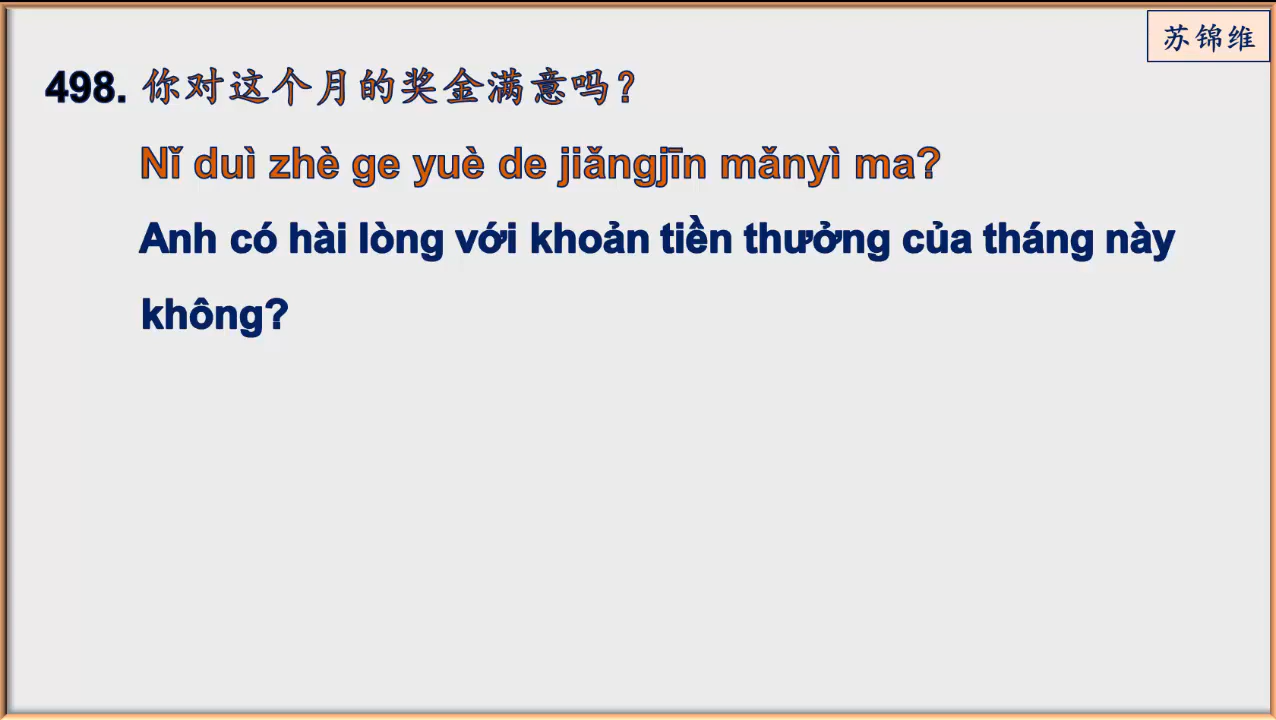 苏锦维
498. 你对这个月的奖金满意吗？
Nǐ duì zhè ge yuè de jiǎngjīn mǎnyì ma?
Anh có hài lòng với khoản tiền thưởng của tháng này
không?